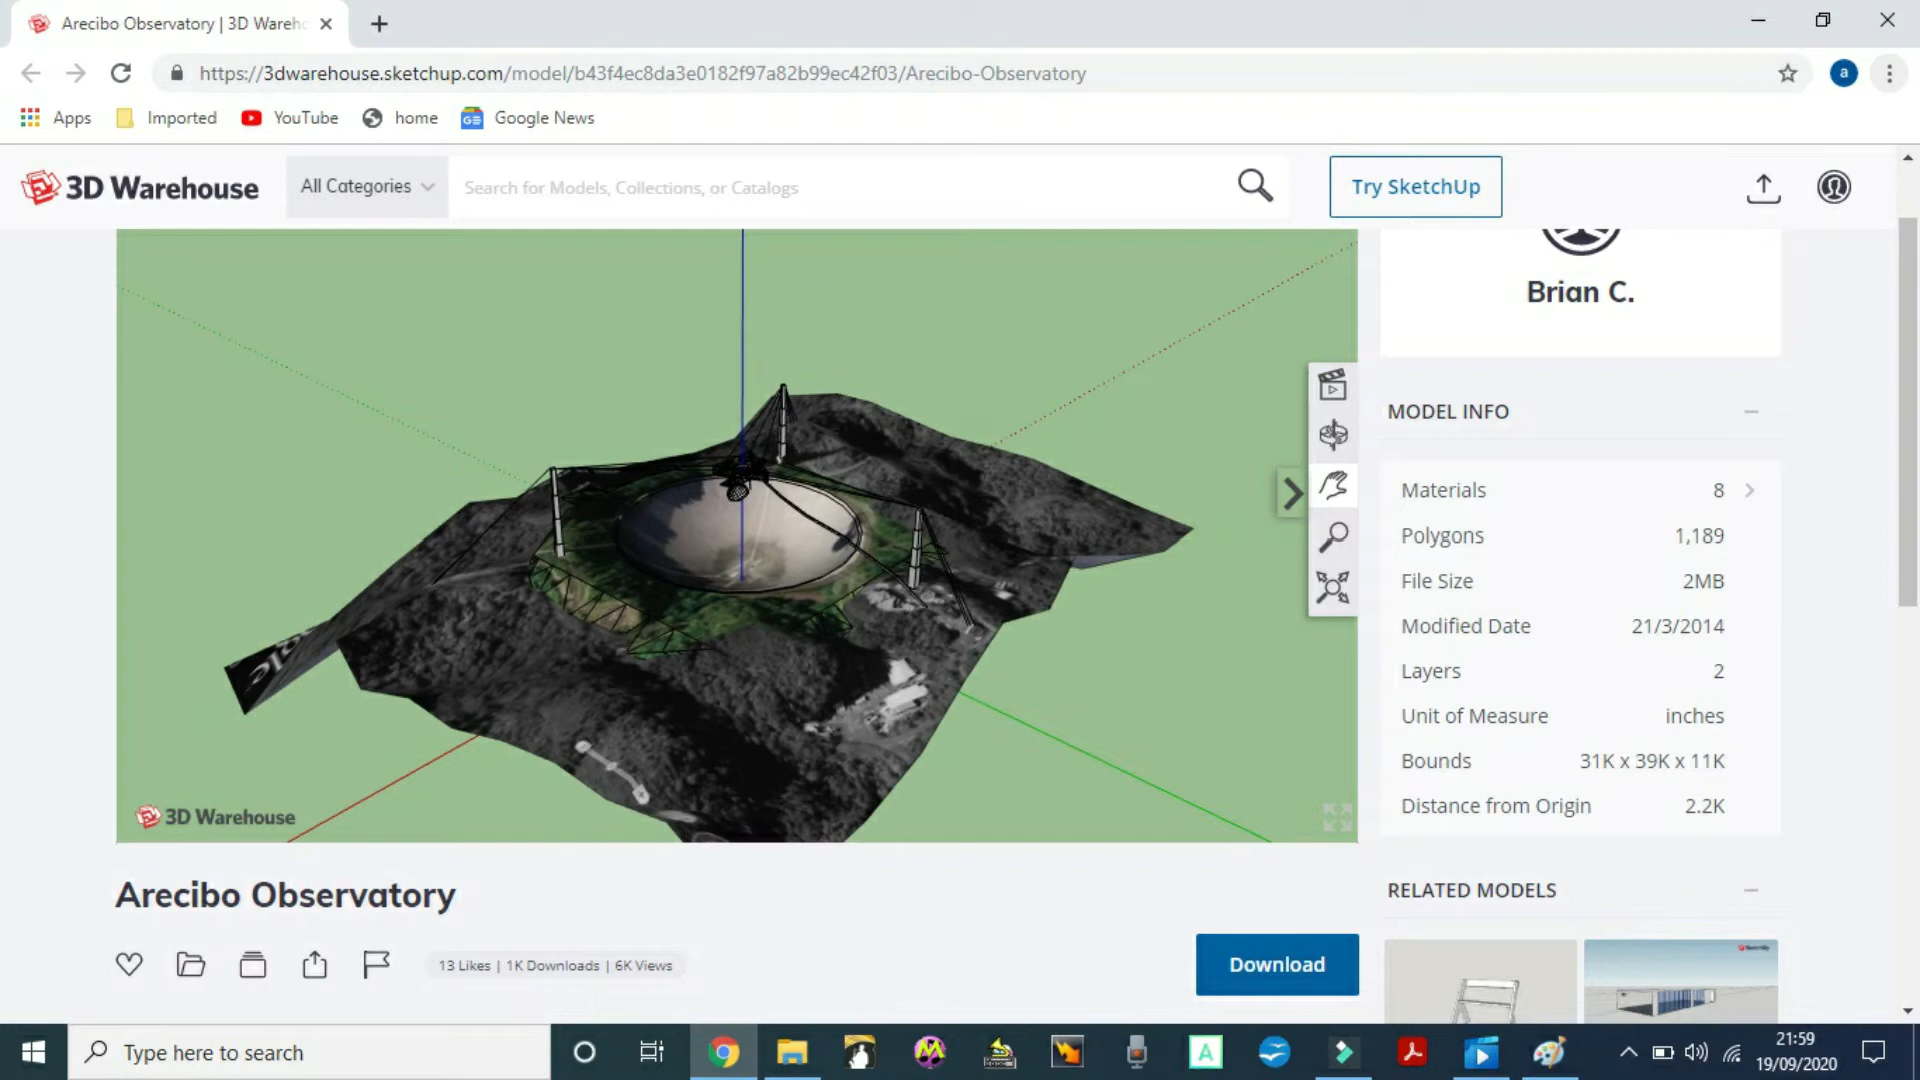 Arecibo Observatory | 3D Wareho
https://3dwarehouse.sketchup.com/model/b43f4ec8da3e0182f97a82b99ec42f03/Arecibo-Observatory
a
Apps
Imported
YouTube
home
Google News
3D Warehouse
All Categories
Search for Models, Collections, or Catalogs
Try SketchUp
Brian C.
MODEL INFO
Materials 8
Polygons 1,189
File Size 2MB
Modified Date 21/3/2014
Layers 2
Unit of Measure inches
Bounds 31K x 39K x 11K
Distance from Origin 2.2K
3D Warehouse
Arecibo Observatory
13 Likes | 1K Downloads | 6K Views
Download
RELATED MODELS
SketchUp
Type here to search
A
21:59
19/09/2020